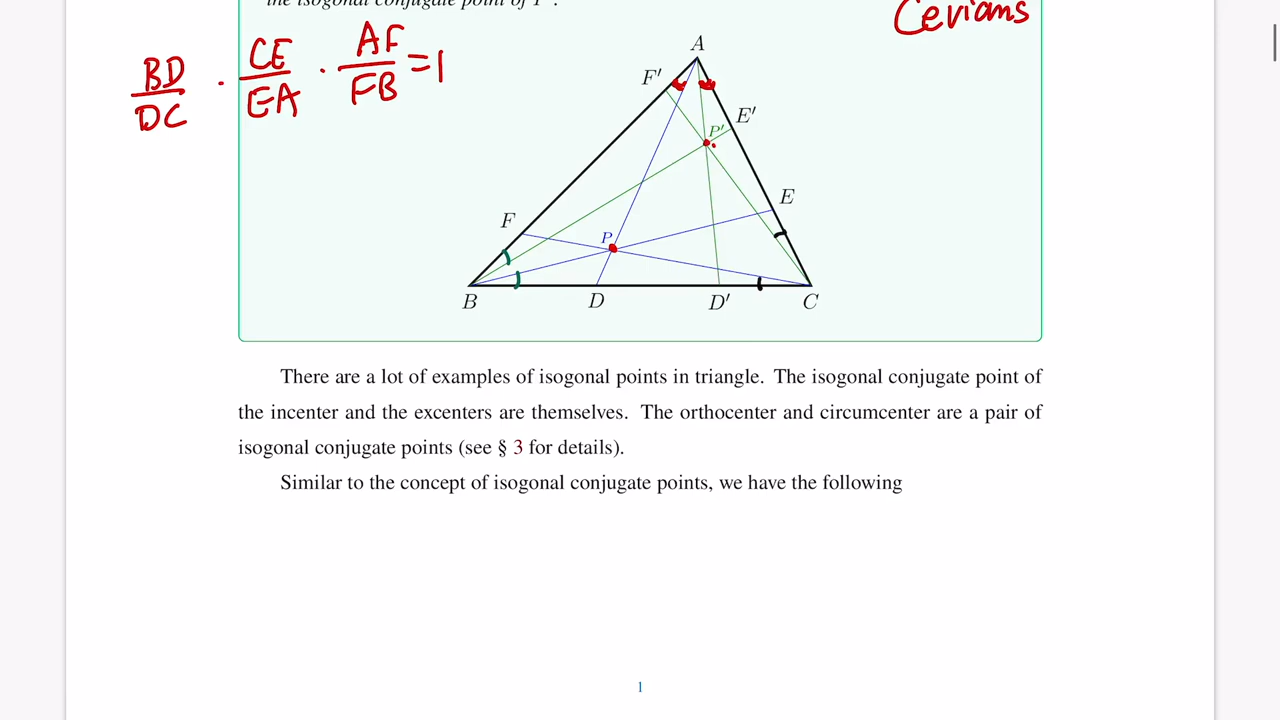 the isogonal conjugate point of P .
Cevians
BD/DC · CE/EA · AF/FB = 1
A
F′
E′
P′
E
F
P
B
D
D′
C
There are a lot of examples of isogonal points in triangle. The isogonal conjugate point of
the incenter and the excenters are themselves. The orthocenter and circumcenter are a pair of
isogonal conjugate points (see § 3 for details).
Similar to the concept of isogonal conjugate points, we have the following
1